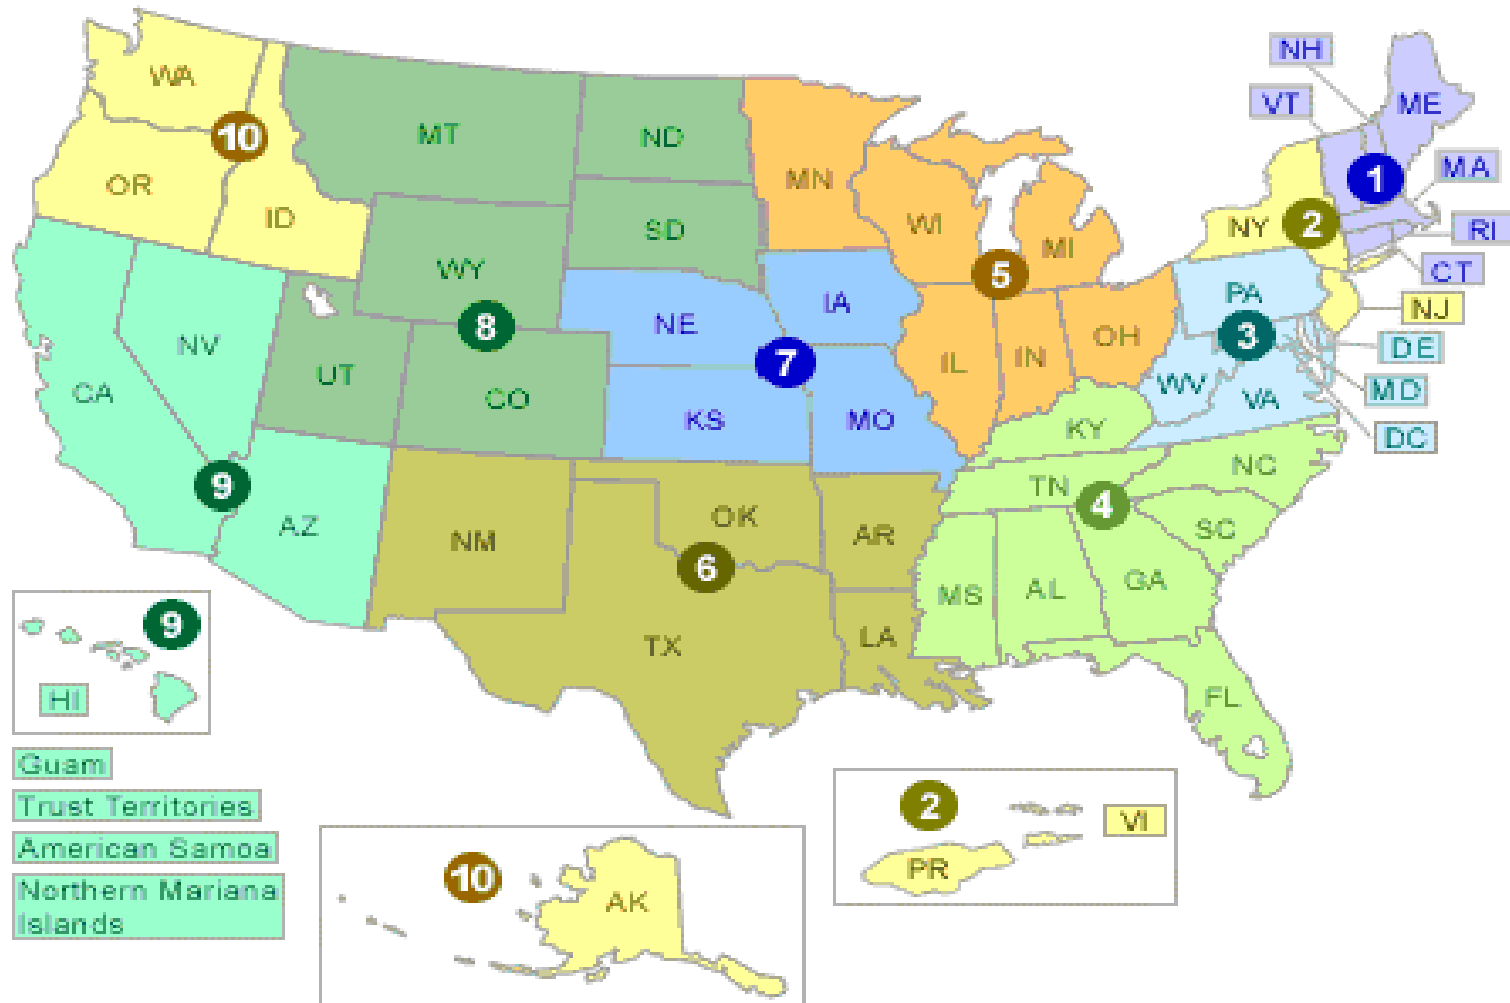 NH
ME
VT
WA
MT
ND
10
MN
MA
1
OR
ID
WI
NY
2
RI
SD
MI
CT
WY
5
PA
IA
NJ
NE
8
3
DE
NV
OH
7
IL
IN
UT
WV
MD
CA
CO
VA
KS
MO
KY
DC
NC
9
TN
4
AZ
NM
OK
AR
SC
6
MS
AL
GA
9
TX
LA
HI
FL
Guam
Trust Territories
2
VI
American Samoa
PR
10
Northern Mariana
Islands
AK